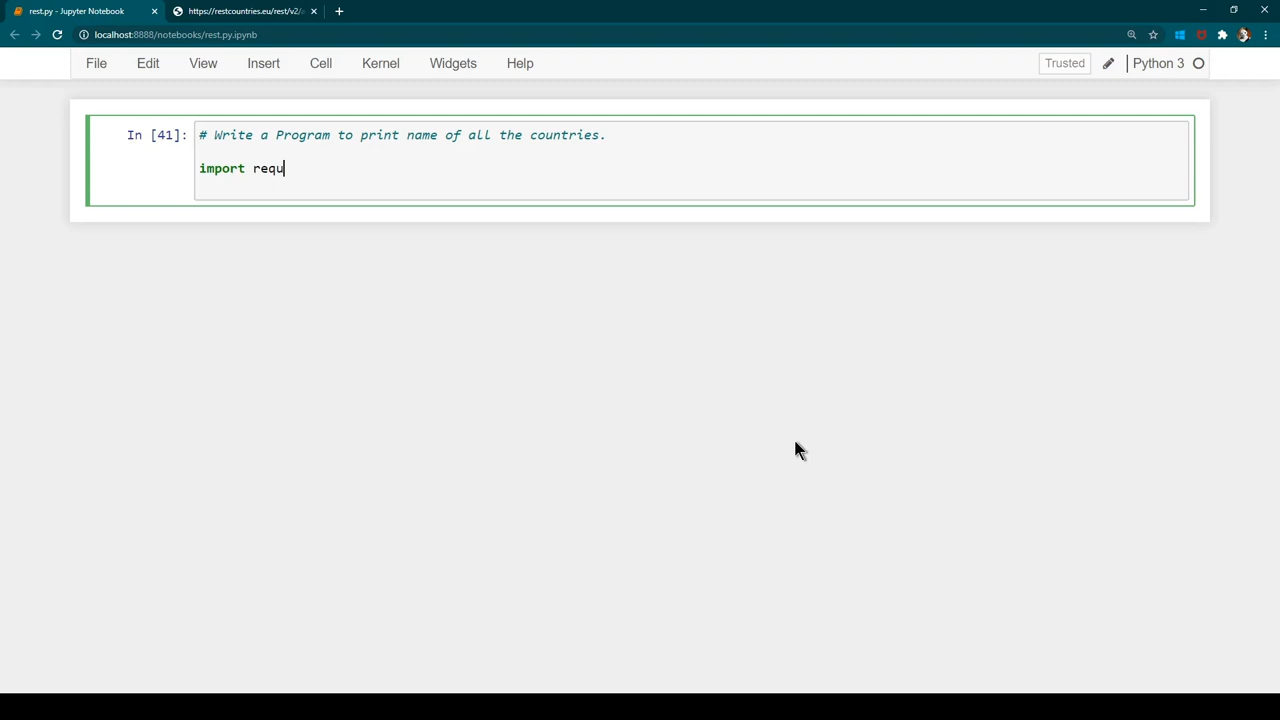 rest.py - Jupyter Notebook
https://restcountries.eu/rest/v2/
localhost:8888/notebooks/rest.py.ipynb
File Edit View Insert Cell Kernel Widgets Help Trusted Python 3
In [41]: # Write a Program to print name of all the countries.
import requ